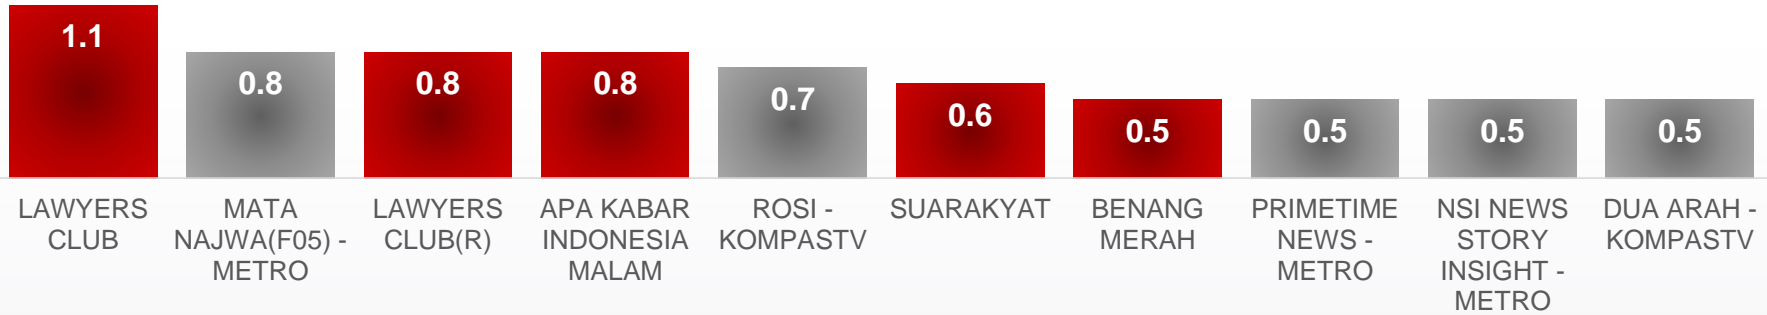 1.1
0.8
0.8
0.8
0.7
0.6
0.5
0.5
0.5
0.5
LAWYERS
CLUB
MATA
NAJWA(F05) -
METRO
LAWYERS
CLUB(R)
APA KABAR
INDONESIA
MALAM
ROSI -
KOMPASTV
SUARAKYAT
BENANG
MERAH
PRIMETIME
NEWS -
METRO
NSI NEWS
STORY
INSIGHT -
METRO
DUA ARAH -
KOMPASTV